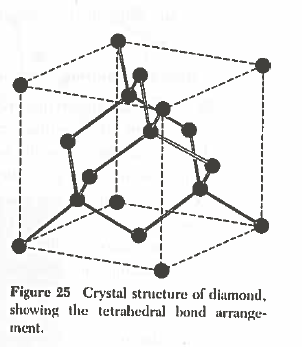 Figure 25 Crystal structure of diamond,
showing the tetrahedral bond arrange-
ment.